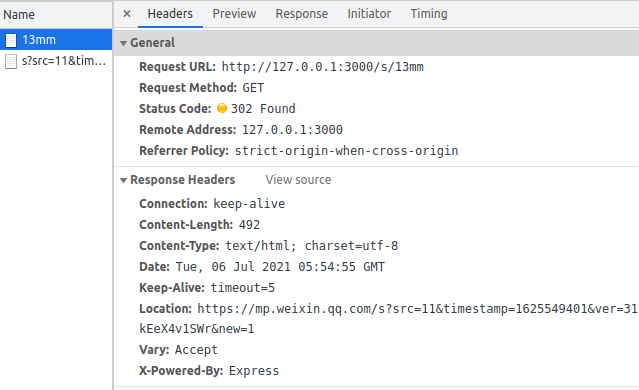 Name
13mm
s?src=11&tim…
× Headers Preview Response Initiator Timing
General
Request URL: http://127.0.0.1:3000/s/13mm
Request Method: GET
Status Code: 302 Found
Remote Address: 127.0.0.1:3000
Referrer Policy: strict-origin-when-cross-origin
Response Headers View source
Connection: keep-alive
Content-Length: 492
Content-Type: text/html; charset=utf-8
Date: Tue, 06 Jul 2021 05:54:55 GMT
Keep-Alive: timeout=5
Location: https://mp.weixin.qq.com/s?src=11&timestamp=1625549401&ver=31
kEeX4v1SWr&new=1
Vary: Accept
X-Powered-By: Express